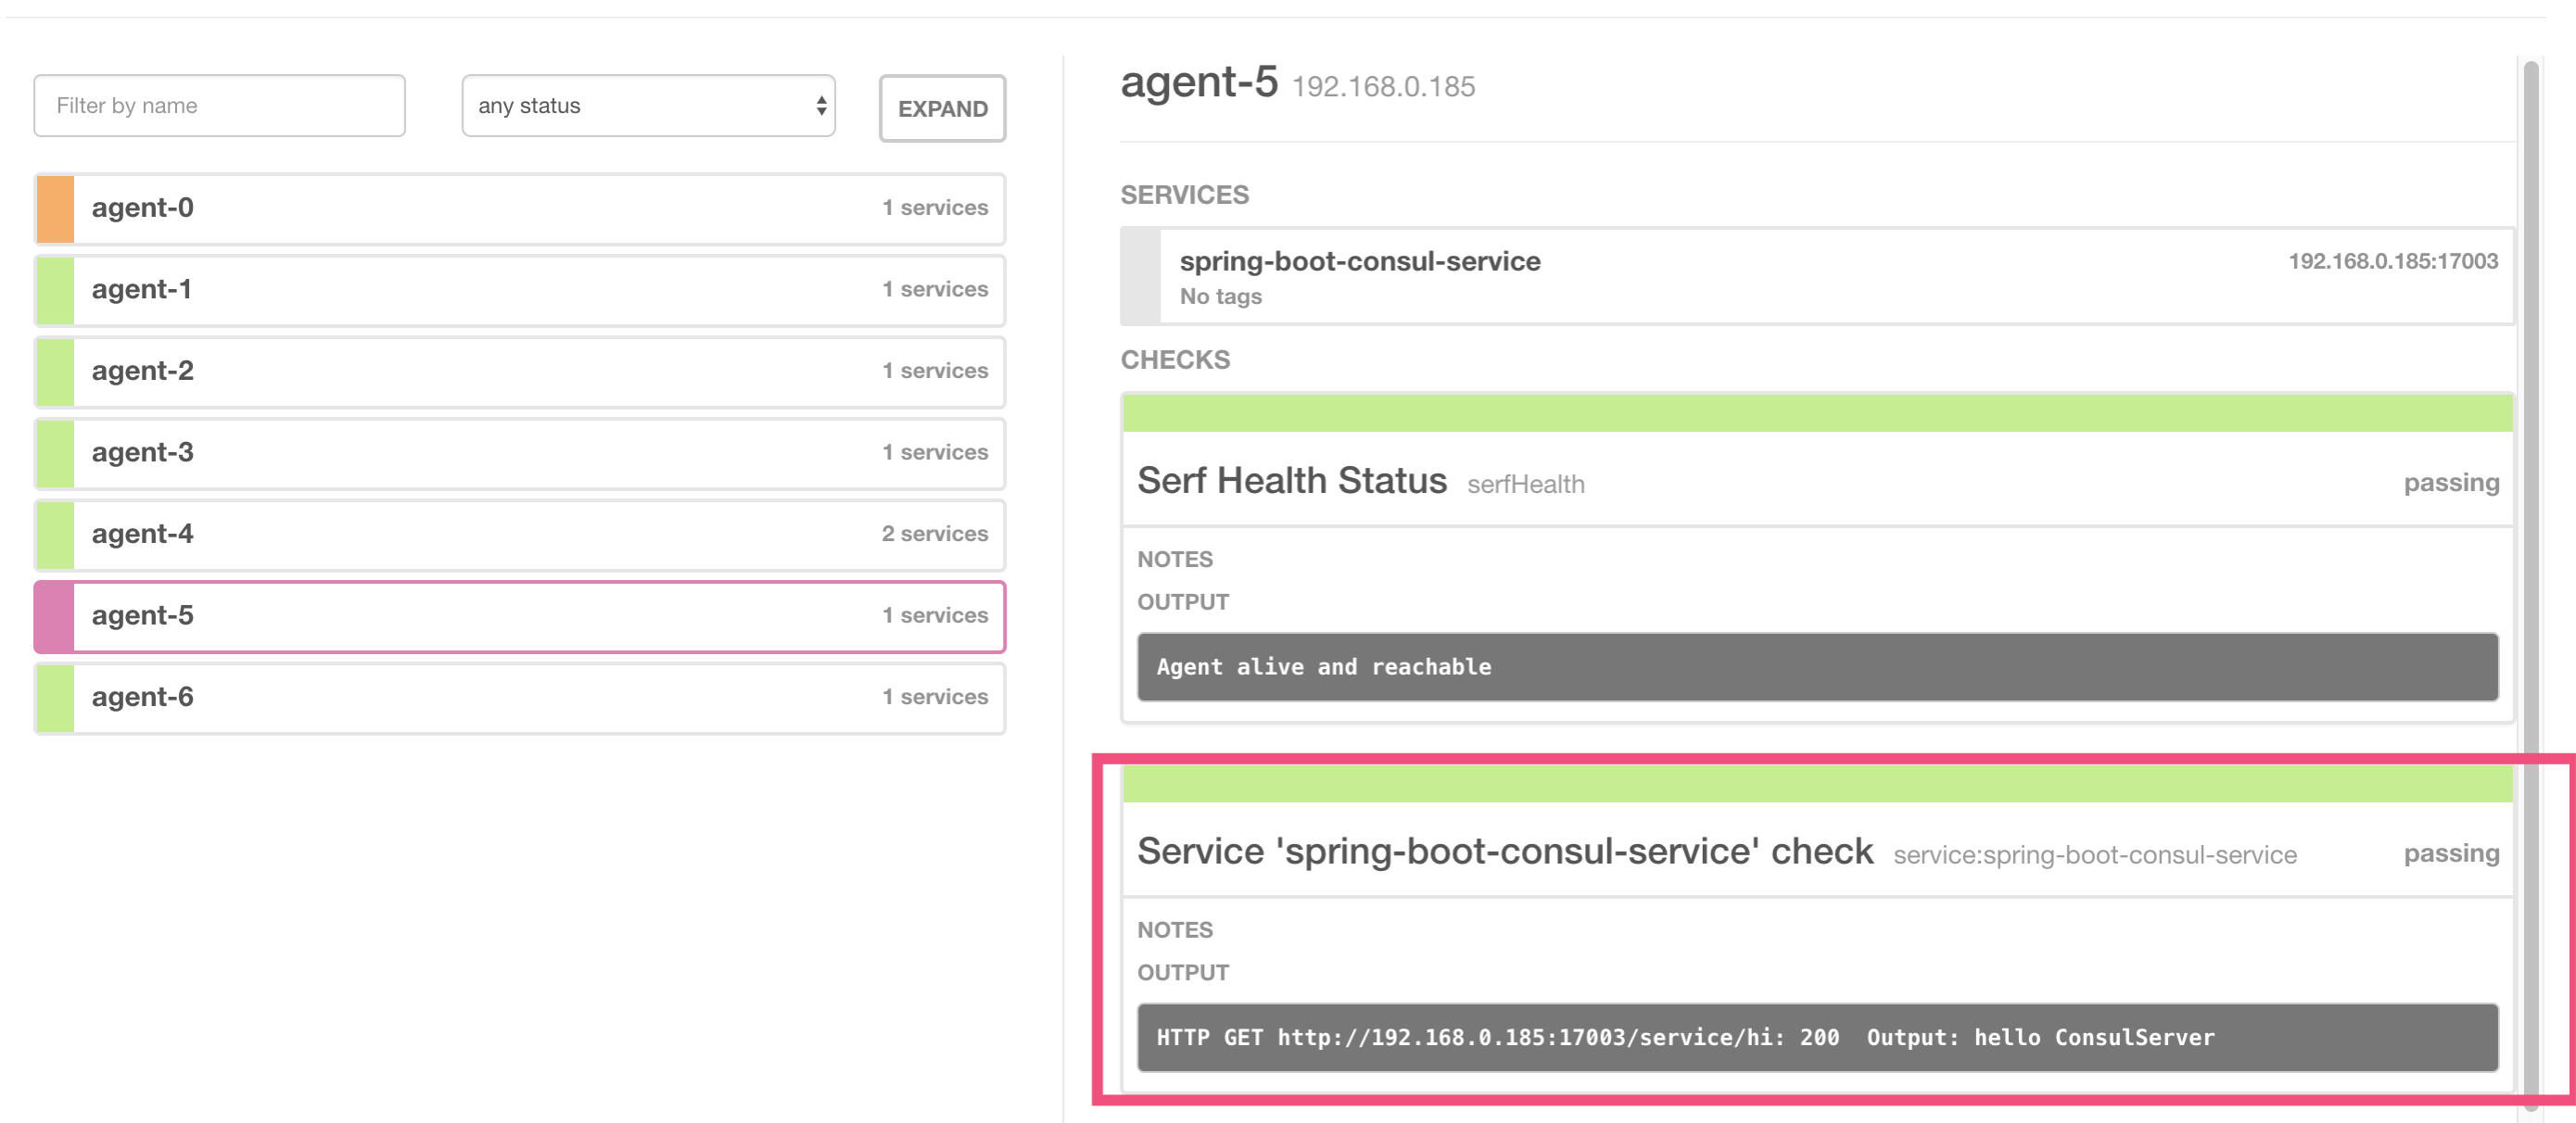 Filter by name
any status
EXPAND
agent-0 1 services
agent-1 1 services
agent-2 1 services
agent-3 1 services
agent-4 2 services
agent-5 1 services
agent-6 1 services
agent-5 192.168.0.185
SERVICES
spring-boot-consul-service 192.168.0.185:17003
No tags
CHECKS
Serf Health Status serfHealth passing
NOTES
OUTPUT
Agent alive and reachable
Service 'spring-boot-consul-service' check service:spring-boot-consul-service passing
NOTES
OUTPUT
HTTP GET http://192.168.0.185:17003/service/hi: 200  Output: hello ConsulServer